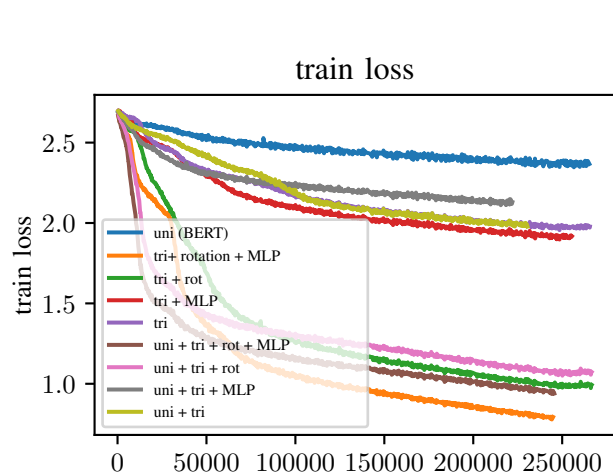 train loss
train loss
2.5
2.0
1.5
1.0
uni (BERT)
tri+ rotation + MLP
tri + rot
tri + MLP
tri
uni + tri + rot + MLP
uni + tri + rot
uni + tri + MLP
uni + tri
0 50000 100000 150000 200000 250000